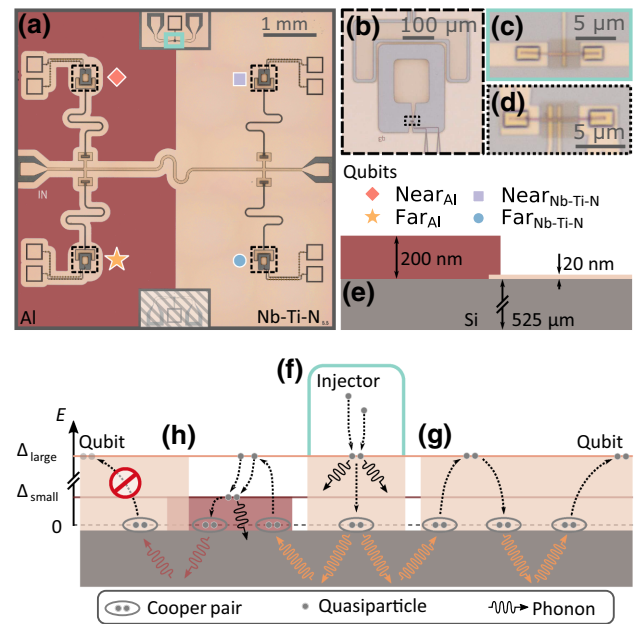 (a)
1 mm
IN
Al
Nb-Ti-N
(b)
100 µm
(c)
5 µm
(d)
5 µm
Qubits
Near_Al
Near_Nb-Ti-N
Far_Al
Far_Nb-Ti-N
200 nm
20 nm
(e)
Si
525 µm
(f)
Injector
E
Qubit
(h)
(g)
Qubit
Δ_large
Δ_small
0
Cooper pair
Quasiparticle
Phonon